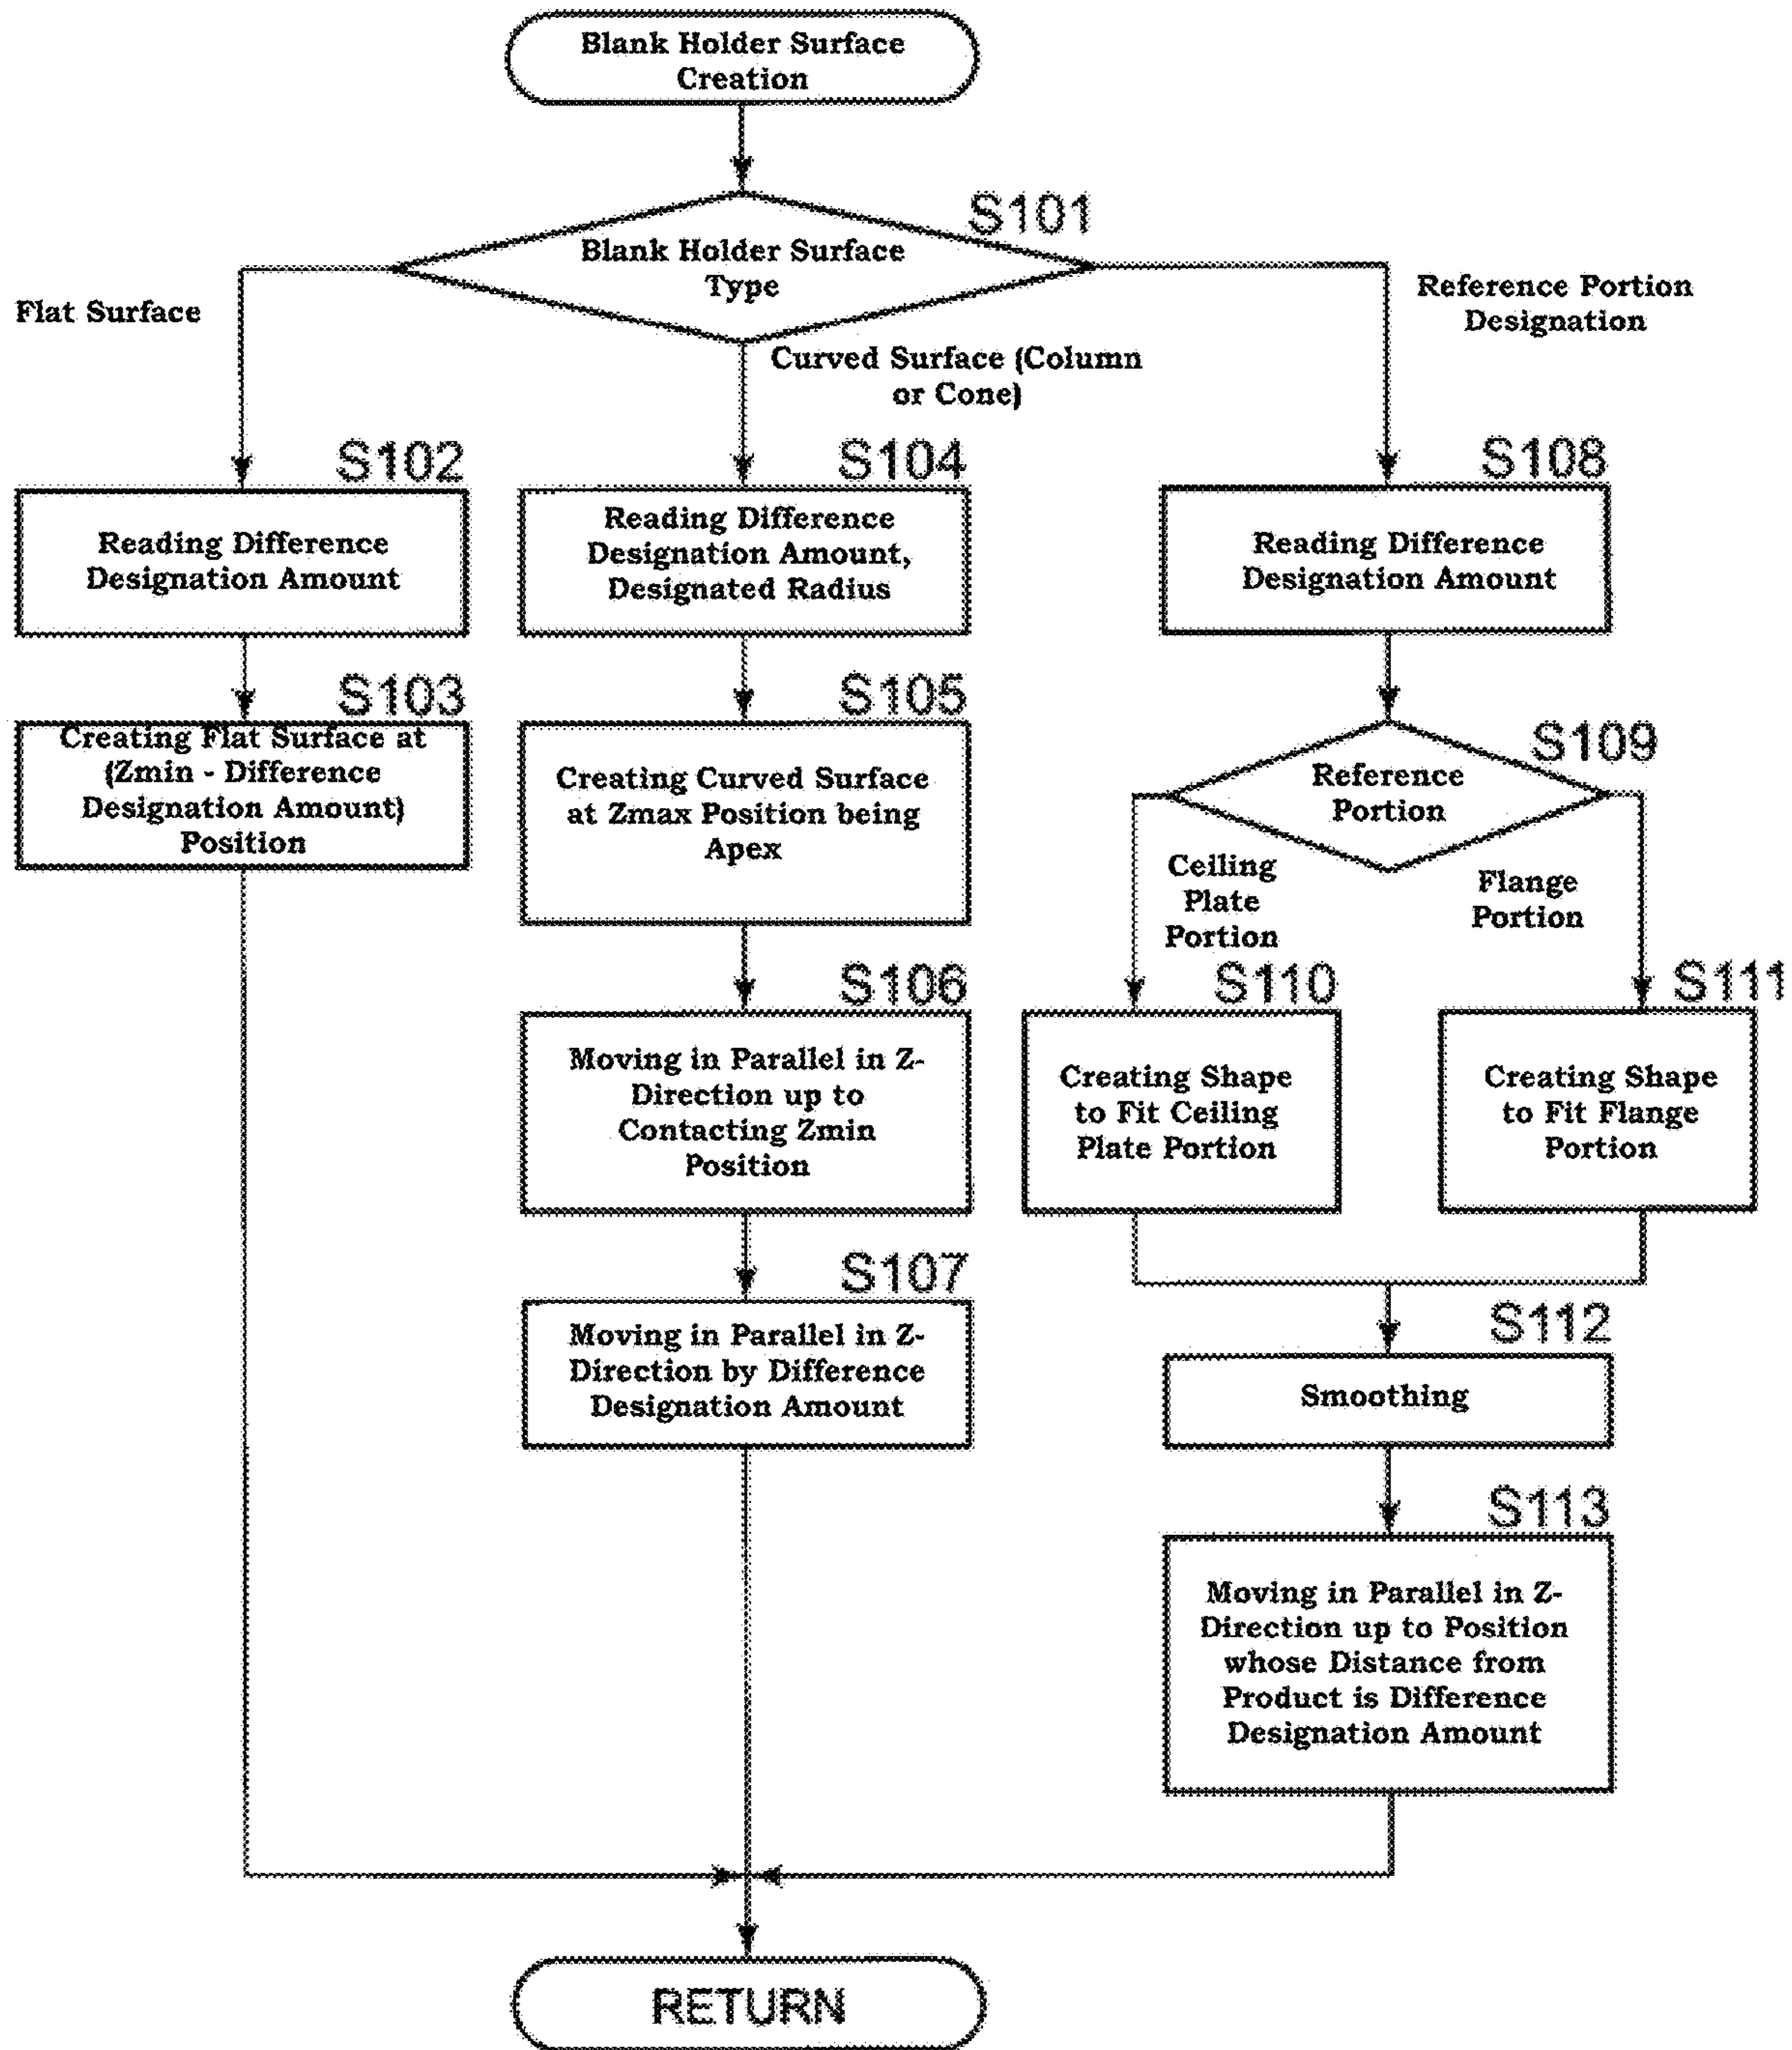 Blank Holder Surface
Creation
S101
Blank Holder Surface
Type
Flat Surface
Curved Surface (Column
or Cone)
Reference Portion
Designation
S102
Reading Difference
Designation Amount
S103
Creating Flat Surface at
(Zmin - Difference
Designation Amount)
Position
S104
Reading Difference
Designation Amount,
Designated Radius
S105
Creating Curved Surface
at Zmax Position being
Apex
S106
Moving in Parallel in Z-
Direction up to
Contacting Zmin
Position
S107
Moving in Parallel in Z-
Direction by Difference
Designation Amount
S108
Reading Difference
Designation Amount
S109
Reference
Portion
Ceiling
Plate
Portion
Flange
Portion
S110
Creating Shape
to Fit Ceiling
Plate Portion
S111
Creating Shape
to Fit Flange
Portion
S112
Smoothing
S113
Moving in Parallel in Z-
Direction up to Position
whose Distance from
Product is Difference
Designation Amount
RETURN